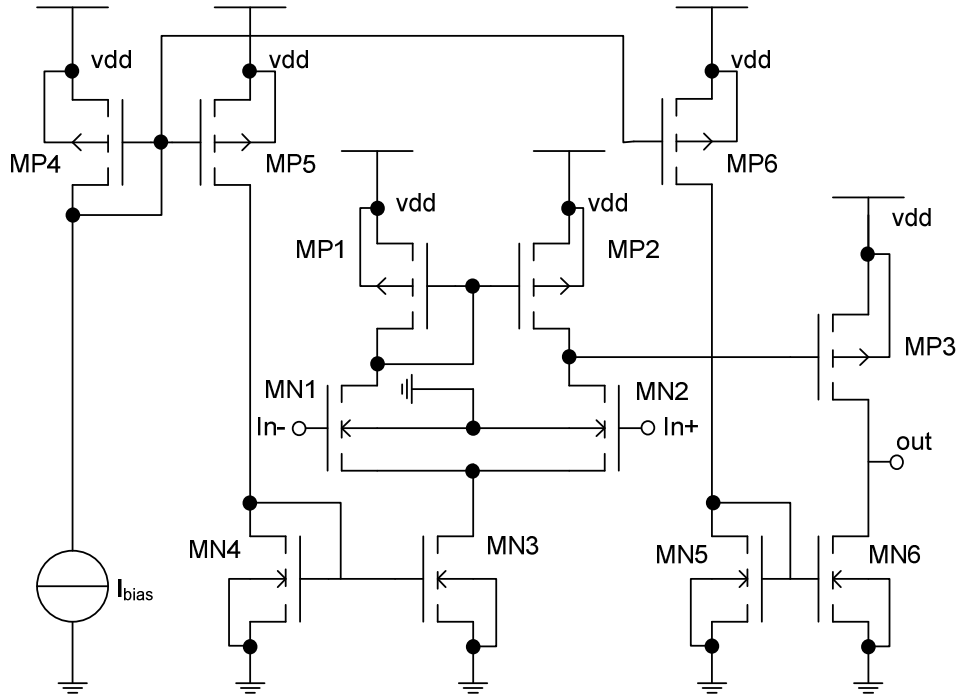 vdd
vdd
vdd
MP4
MP5
MP6
vdd
vdd
vdd
MP1
MP2
MP3
MN1
MN2
In-
In+
out
MN4
MN3
MN5
MN6
Ibias